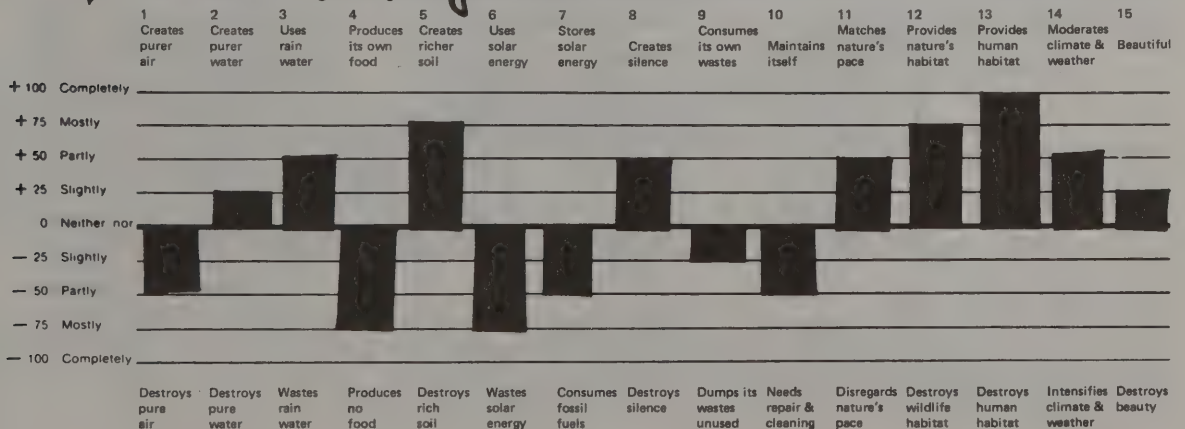 1 2 3 4 5 6 7 8 9 10 11 12 13 14 15
Creates purer air
Creates purer water
Uses rain water
Produces its own food
Creates richer soil
Uses solar energy
Stores solar energy
Creates silence
Consumes its own wastes
Maintains itself
Matches nature's pace
Provides nature's habitat
Provides human habitat
Moderates climate & weather
Beautiful
+ 100 Completely
+ 75 Mostly
+ 50 Partly
+ 25 Slightly
0 Neither nor
− 25 Slightly
− 50 Partly
− 75 Mostly
− 100 Completely
Destroys pure air
Destroys pure water
Wastes rain water
Produces no food
Destroys rich soil
Wastes solar energy
Consumes fossil fuels
Destroys silence
Dumps its wastes unused
Needs repair & cleaning
Disregards nature's pace
Destroys wildlife habitat
Destroys human habitat
Intensifies climate & weather
Destroys beauty